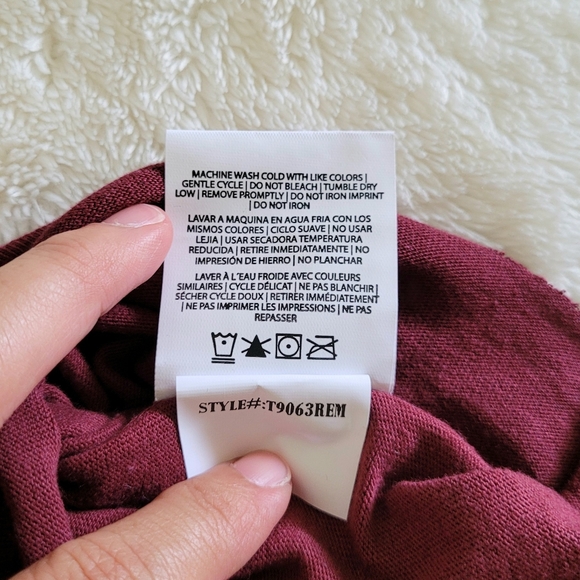 MACHINE WASH COLD WITH LIKE COLORS |
GENTLE CYCLE | DO NOT BLEACH | TUMBLE DRY
LOW | REMOVE PROMPTLY | DO NOT IRON IMPRINT
| DO NOT IRON
LAVAR A MAQUINA EN AGUA FRIA CON LOS
MISMOS COLORES | CICLO SUAVE | NO USAR
LEJIA | USAR SECADORA TEMPERATURA
REDUCIDA | RETIRE INMEDIATAMENTE | NO
IMPRESIÓN DE HIERRO | NO PLANCHAR
LAVER À L'EAU FROIDE AVEC COULEURS
SIMILAIRES | CYCLE DÉLICAT | NE PAS BLANCHIR |
SÉCHER CYCLE DOUX | RETIRER IMMÉDIATEMENT
| NE PAS IMPRIMER LES IMPRESSIONS | NE PAS
REPASSER
STYLE#:T9063REM